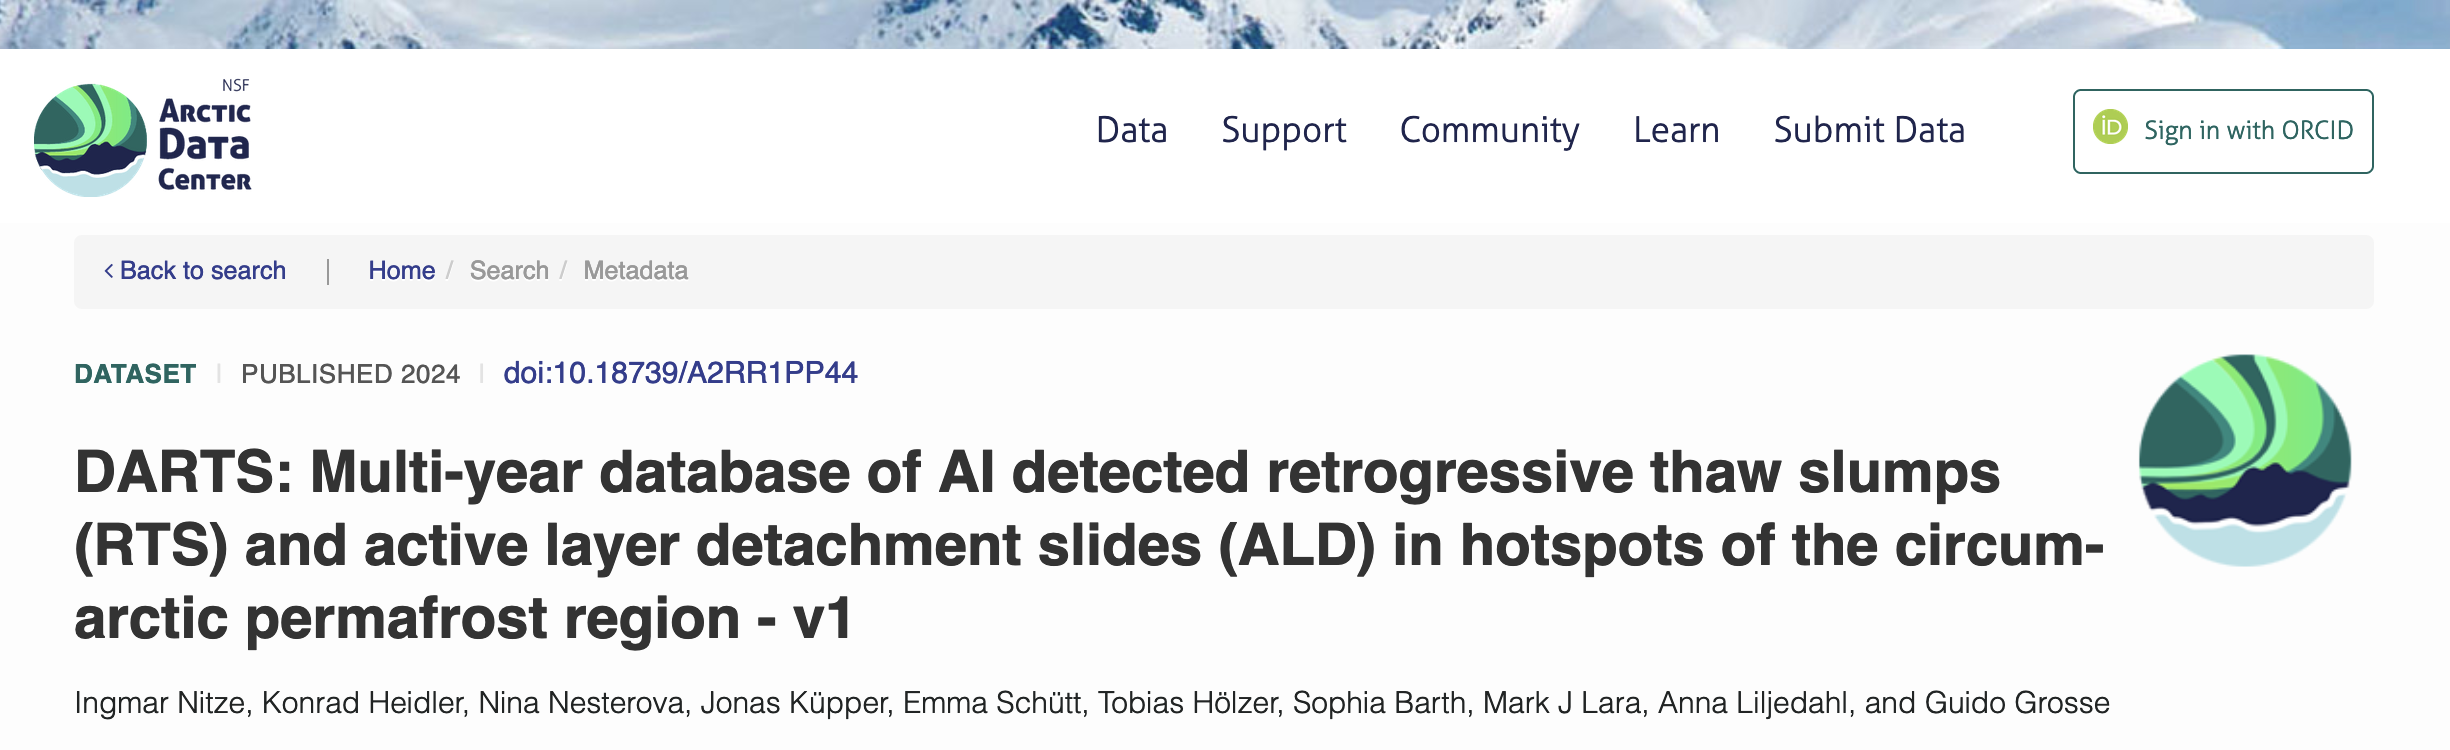 NSF
ARCTIC
DATA
CENTER
Data Support Community Learn Submit Data
iD Sign in with ORCID
‹ Back to search | Home / Search / Metadata
DATASET | PUBLISHED 2024 | doi:10.18739/A2RR1PP44
DARTS: Multi-year database of AI detected retrogressive thaw slumps
(RTS) and active layer detachment slides (ALD) in hotspots of the circum-
arctic permafrost region - v1
Ingmar Nitze, Konrad Heidler, Nina Nesterova, Jonas Küpper, Emma Schütt, Tobias Hölzer, Sophia Barth, Mark J Lara, Anna Liljedahl, and Guido Grosse